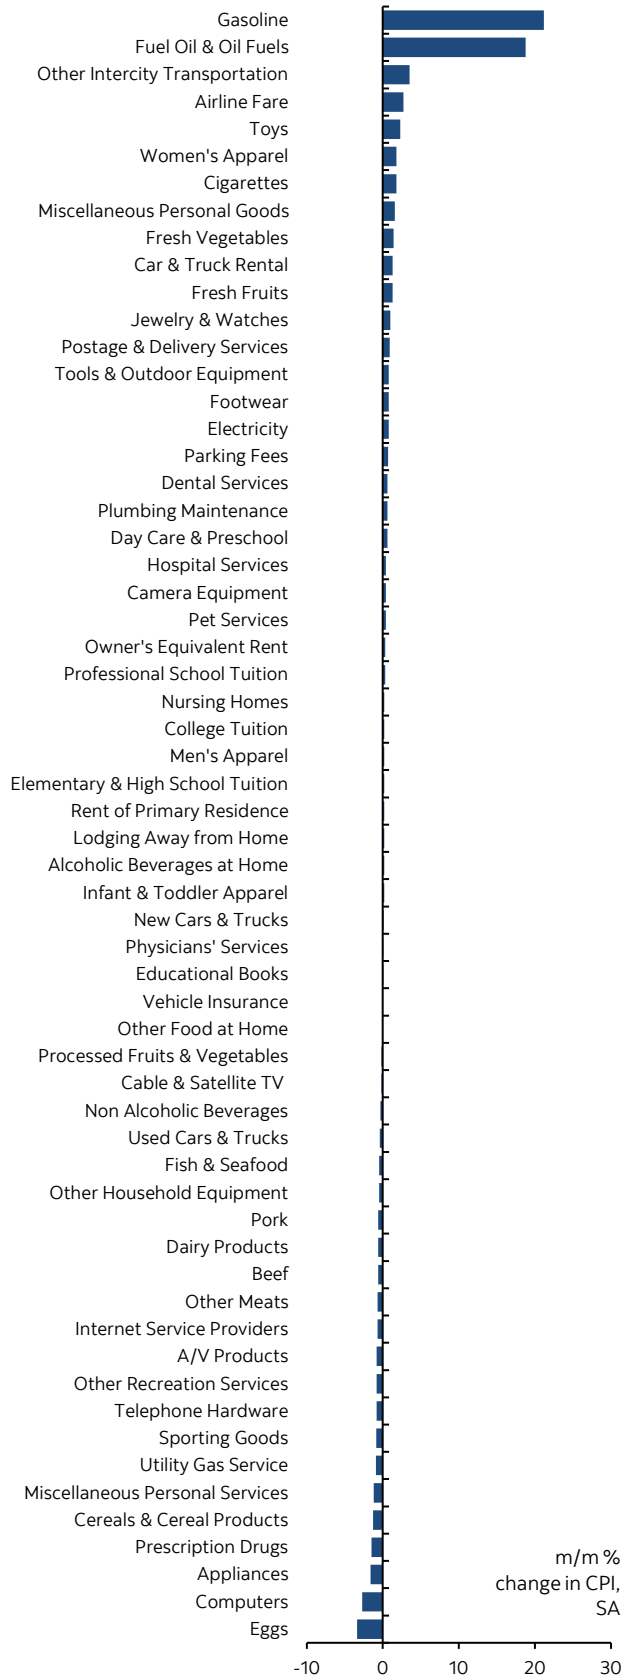 Gasoline
Fuel Oil & Oil Fuels
Other Intercity Transportation
Airline Fare
Toys
Women's Apparel
Cigarettes
Miscellaneous Personal Goods
Fresh Vegetables
Car & Truck Rental
Fresh Fruits
Jewelry & Watches
Postage & Delivery Services
Tools & Outdoor Equipment
Footwear
Electricity
Parking Fees
Dental Services
Plumbing Maintenance
Day Care & Preschool
Hospital Services
Camera Equipment
Pet Services
Owner's Equivalent Rent
Professional School Tuition
Nursing Homes
College Tuition
Men's Apparel
Elementary & High School Tuition
Rent of Primary Residence
Lodging Away from Home
Alcoholic Beverages at Home
Infant & Toddler Apparel
New Cars & Trucks
Physicians' Services
Educational Books
Vehicle Insurance
Other Food at Home
Processed Fruits & Vegetables
Cable & Satellite TV
Non Alcoholic Beverages
Used Cars & Trucks
Fish & Seafood
Other Household Equipment
Pork
Dairy Products
Beef
Other Meats
Internet Service Providers
A/V Products
Other Recreation Services
Telephone Hardware
Sporting Goods
Utility Gas Service
Miscellaneous Personal Services
Cereals & Cereal Products
Prescription Drugs
Appliances
Computers
Eggs
m/m %
change in CPI,
SA
-10 0 10 20 30